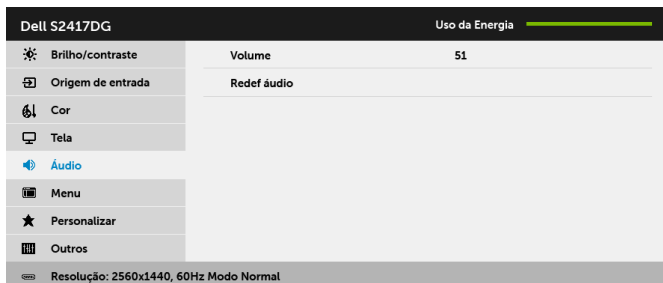 Dell S2417DG Uso da Energia
Brilho/contraste Volume 51
Origem de entrada Redef áudio
Cor
Tela
Áudio
Menu
Personalizar
Outros
Resolução: 2560x1440, 60Hz Modo Normal